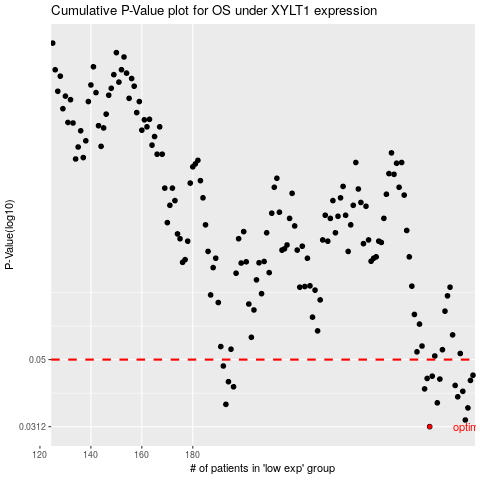 Cumulative P-Value plot for OS under XYLT1 expression
P-Value(log10)
0.05
0.0312
optim
120 140 160 180
# of patients in 'low exp' group